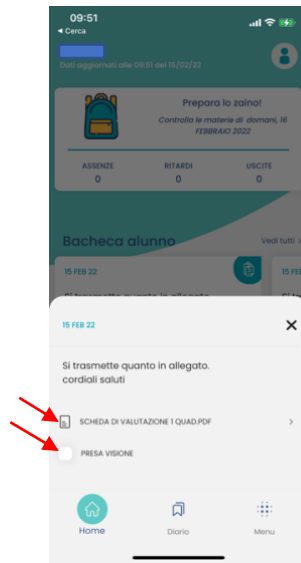 09:51
Cerca
Dati aggiornati alle 09:51 del 15/02/22
Prepara lo zaino!
Controlla le materie di domani, 16
FEBBRAIO 2022
ASSENZE RITARDI USCITE
0 0 0
Bacheca alunno Vedi tutti
15 FEB 22 15 FE
15 FEB 22
Si trasmette quanto in allegato.
cordiali saluti
SCHEDA DI VALUTAZIONE 1 QUAD.PDF
PRESA VISIONE
Home Diario Menu